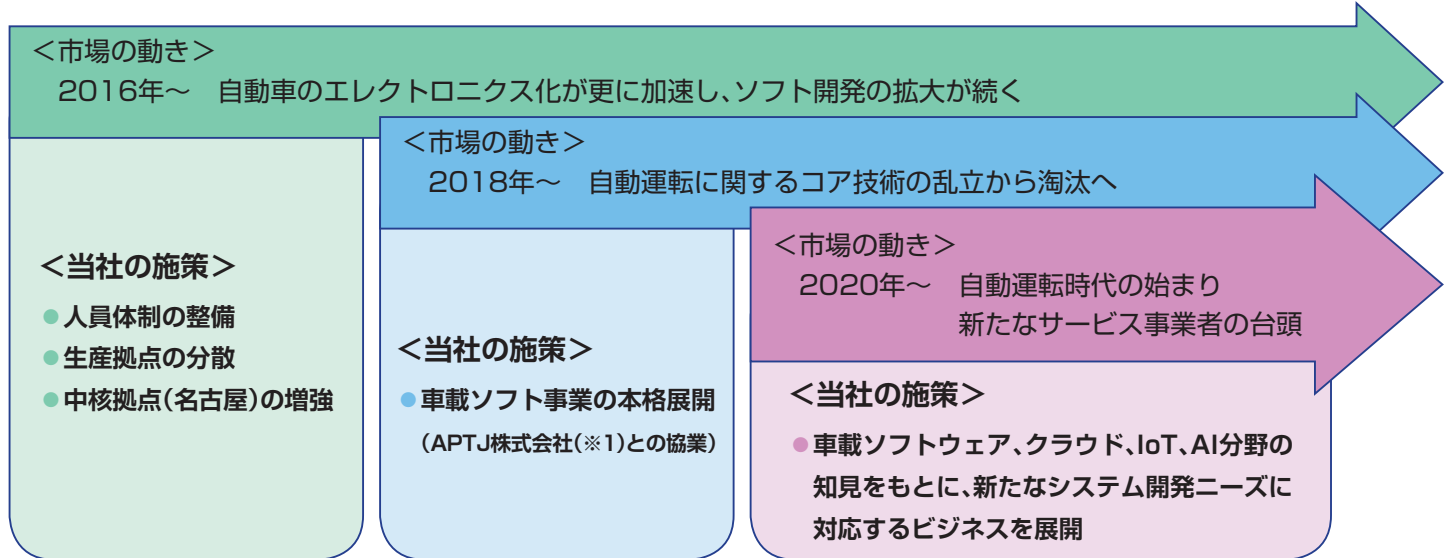 ＜市場の動き＞
2016年～　自動車のエレクトロニクス化が更に加速し、ソフト開発の拡大が続く
＜当社の施策＞
●人員体制の整備
●生産拠点の分散
●中核拠点（名古屋）の増強
＜市場の動き＞
2018年～　自動運転に関するコア技術の乱立から淘汰へ
＜当社の施策＞
●車載ソフト事業の本格展開
（APTJ株式会社（※1）との協業）
＜市場の動き＞
2020年～　自動運転時代の始まり
新たなサービス事業者の台頭
＜当社の施策＞
●車載ソフトウェア、クラウド、IoT、AI分野の
知見をもとに、新たなシステム開発ニーズに
対応するビジネスを展開